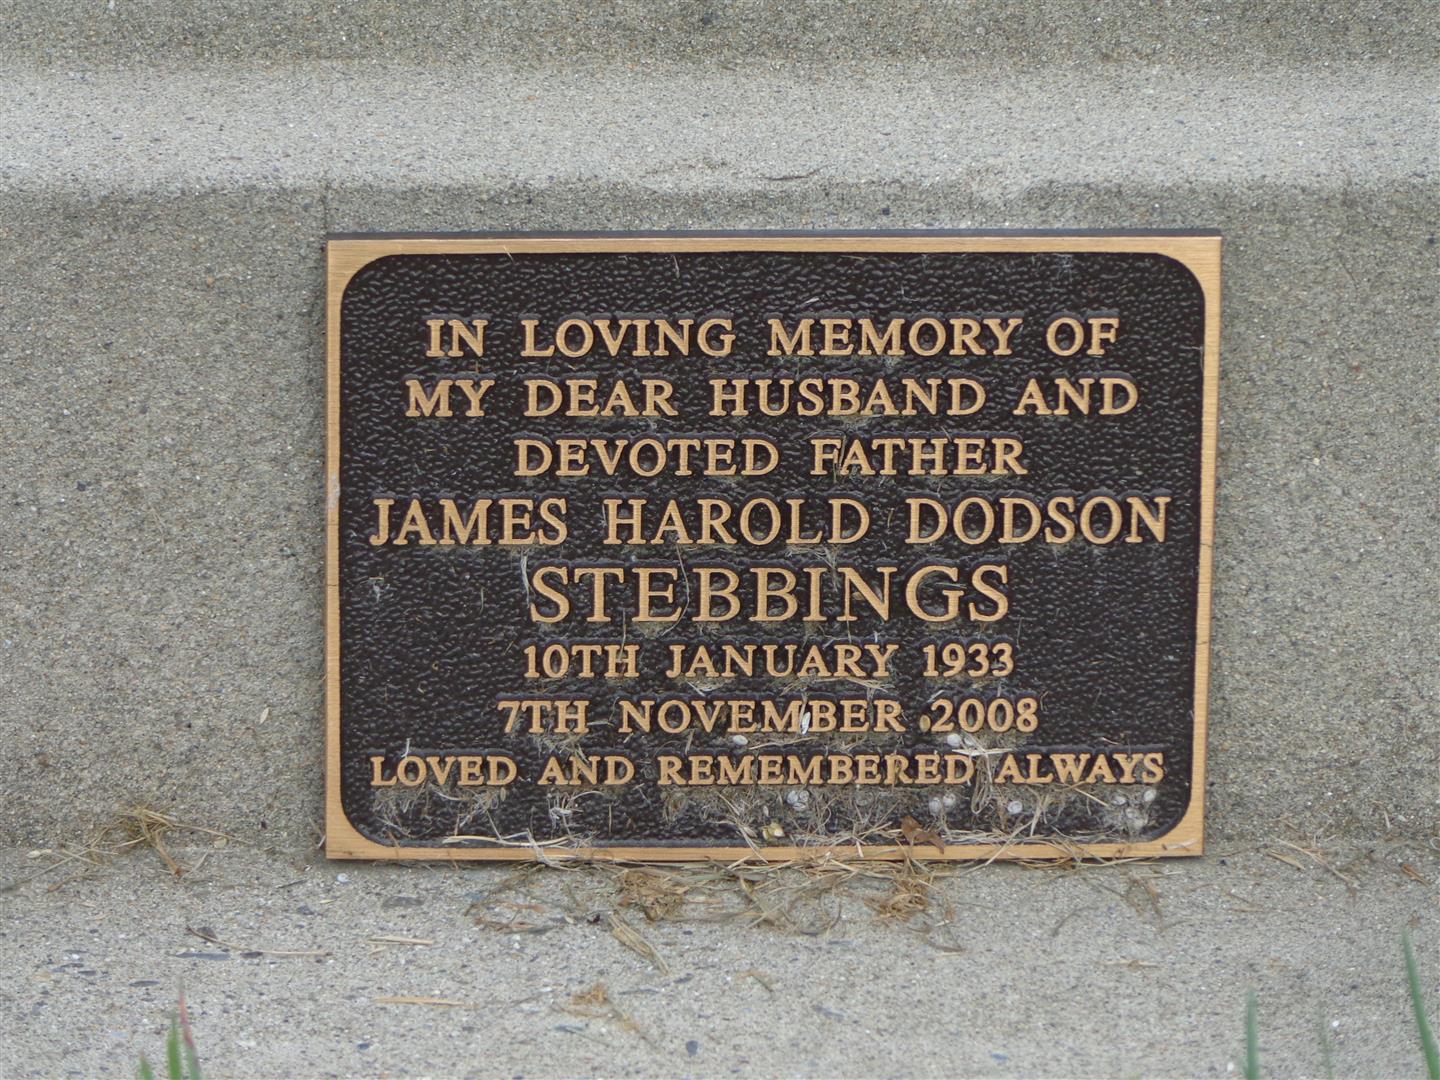 IN LOVING MEMORY OF
MY DEAR HUSBAND AND
DEVOTED FATHER
JAMES HAROLD DODSON
STEBBINGS
10TH JANUARY 1933
7TH NOVEMBER 2008
LOVED AND REMEMBERED ALWAYS